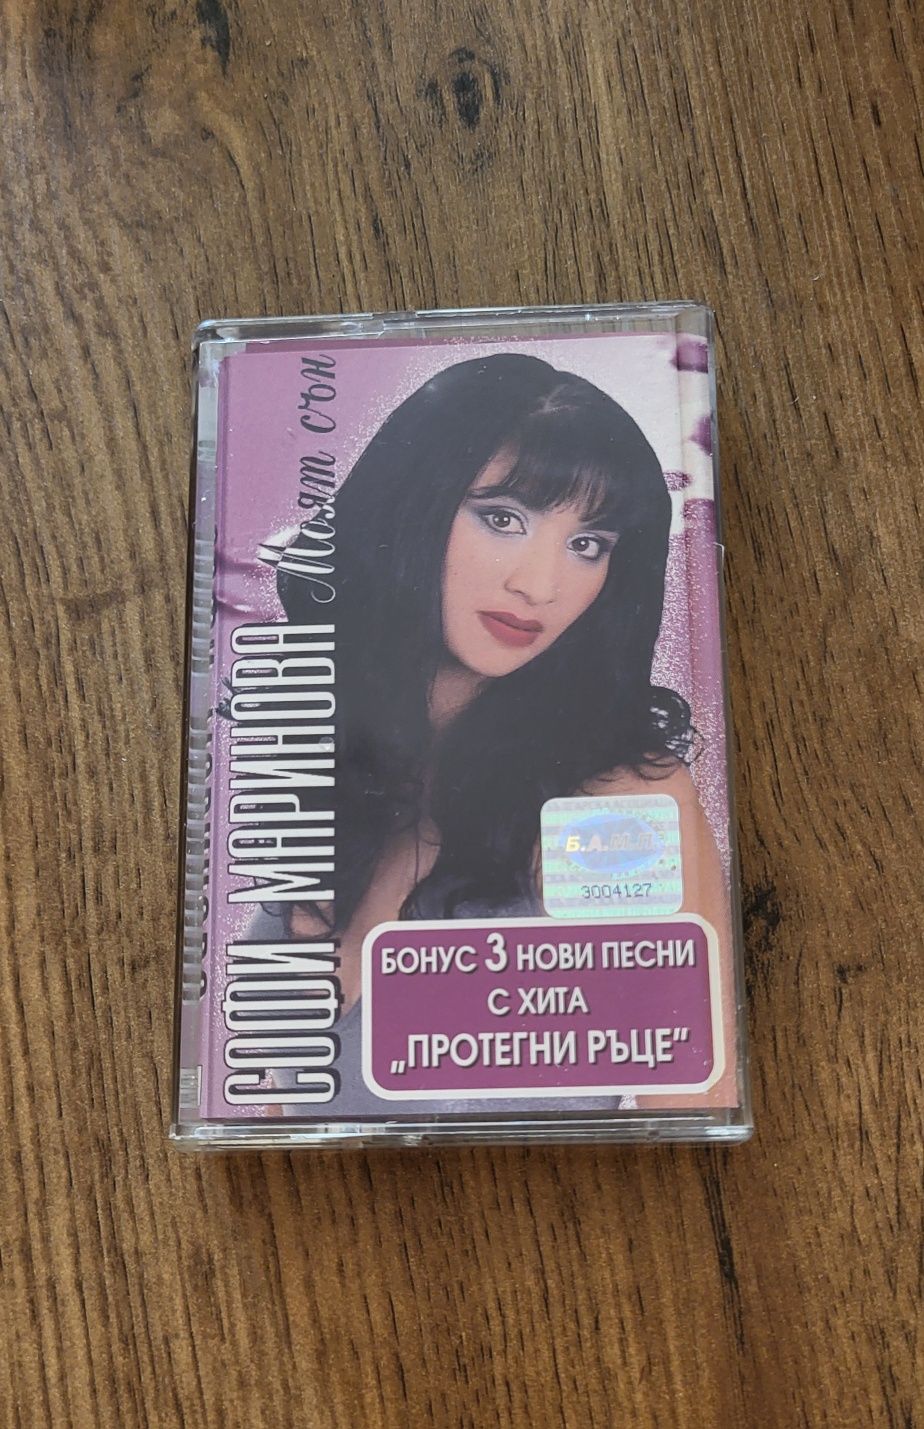 СОФИ МАРИНОВА
Моят сън
Б.А.М.П.
3004127
БОНУС 3 НОВИ ПЕСНИ
С ХИТА
„ПРОТЕГНИ РЪЦЕ“